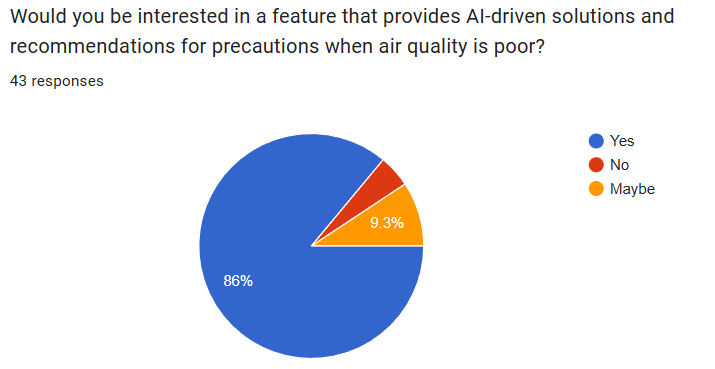 Would you be interested in a feature that provides AI-driven solutions and
recommendations for precautions when air quality is poor?
43 responses
Yes
No
Maybe
9.3%
86%